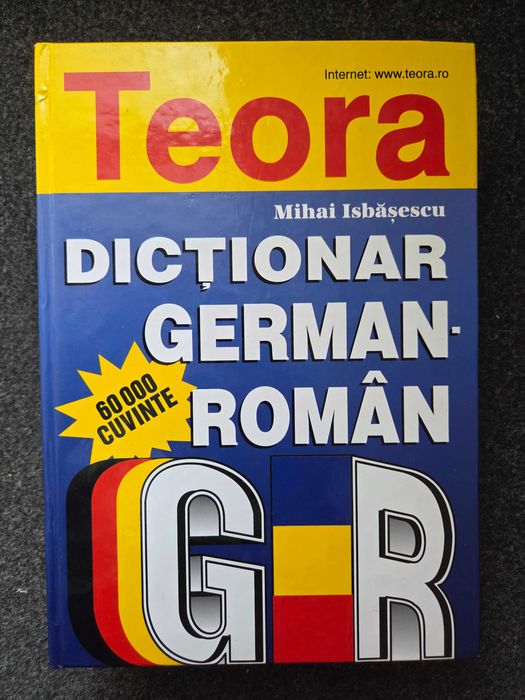 Internet: www.teora.ro
Teora
Mihai Isbășescu
DICȚIONAR
GERMAN-
ROMÂN
60 000
CUVINTE
G-R